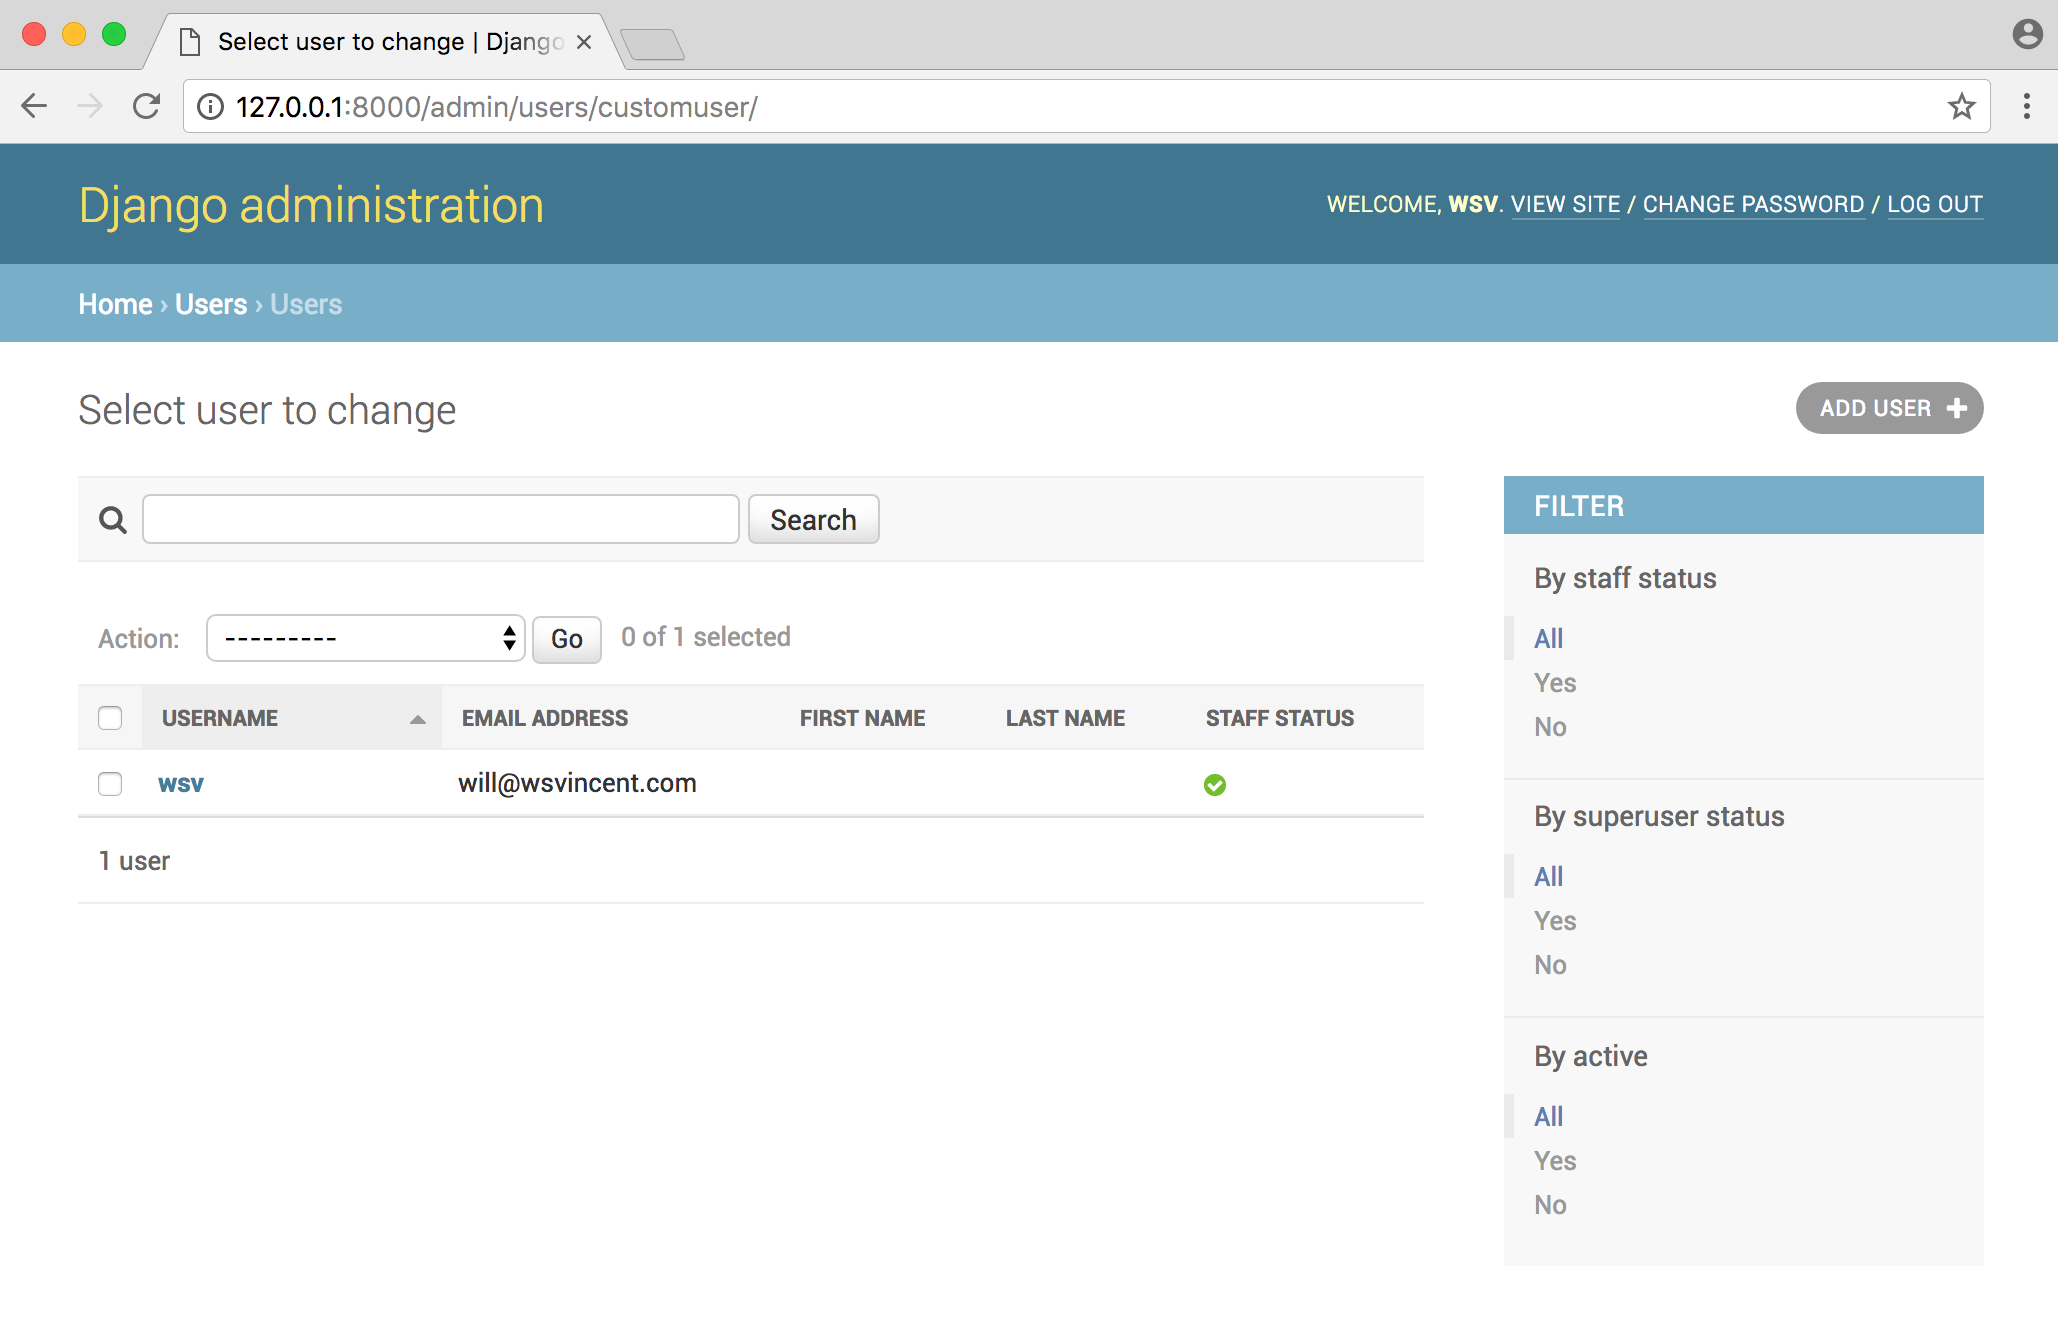 Select user to change | Django
127.0.0.1:8000/admin/users/customuser/
Django administration
WELCOME, WSV. VIEW SITE / CHANGE PASSWORD / LOG OUT
Home › Users › Users
Select user to change
ADD USER
Search
Action: --------- Go 0 of 1 selected
USERNAME EMAIL ADDRESS FIRST NAME LAST NAME STAFF STATUS
wsv will@wsvincent.com
1 user
FILTER
By staff status
All
Yes
No
By superuser status
All
Yes
No
By active
All
Yes
No